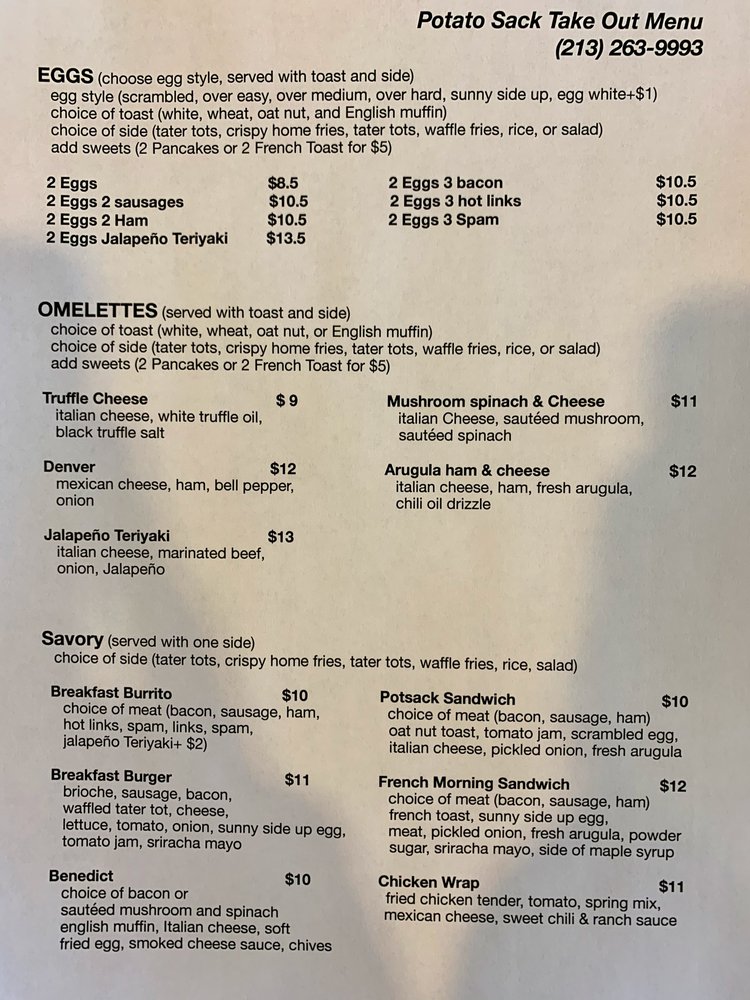 Potato Sack Take Out Menu
(213) 263-9993
EGGS (choose egg style, served with toast and side)
egg style (scrambled, over easy, over medium, over hard, sunny side up, egg white+$1)
choice of toast (white, wheat, oat nut, and English muffin)
choice of side (tater tots, crispy home fries, tater tots, waffle fries, rice, or salad)
add sweets (2 Pancakes or 2 French Toast for $5)
2 Eggs $8.5
2 Eggs 2 sausages $10.5
2 Eggs 2 Ham $10.5
2 Eggs Jalapeño Teriyaki $13.5
2 Eggs 3 bacon $10.5
2 Eggs 3 hot links $10.5
2 Eggs 3 Spam $10.5
OMELETTES (served with toast and side)
choice of toast (white, wheat, oat nut, or English muffin)
choice of side (tater tots, crispy home fries, tater tots, waffle fries, rice, or salad)
add sweets (2 Pancakes or 2 French Toast for $5)
Truffle Cheese $ 9
italian cheese, white truffle oil,
black truffle salt
Denver $12
mexican cheese, ham, bell pepper,
onion
Jalapeño Teriyaki $13
italian cheese, marinated beef,
onion, Jalapeño
Mushroom spinach & Cheese $11
italian Cheese, sautéed mushroom,
sautéed spinach
Arugula ham & cheese $12
italian cheese, ham, fresh arugula,
chili oil drizzle
Savory (served with one side)
choice of side (tater tots, crispy home fries, tater tots, waffle fries, rice, salad)
Breakfast Burrito $10
choice of meat (bacon, sausage, ham,
hot links, spam, links, spam,
jalapeño Teriyaki+ $2)
Breakfast Burger $11
brioche, sausage, bacon,
waffled tater tot, cheese,
lettuce, tomato, onion, sunny side up egg,
tomato jam, sriracha mayo
Benedict $10
choice of bacon or
sautéed mushroom and spinach
english muffin, Italian cheese, soft
fried egg, smoked cheese sauce, chives
Potsack Sandwich $10
choice of meat (bacon, sausage, ham)
oat nut toast, tomato jam, scrambled egg,
italian cheese, pickled onion, fresh arugula
French Morning Sandwich $12
choice of meat (bacon, sausage, ham)
french toast, sunny side up egg,
meat, pickled onion, fresh arugula, powder
sugar, sriracha mayo, side of maple syrup
Chicken Wrap $11
fried chicken tender, tomato, spring mix,
mexican cheese, sweet chili & ranch sauce